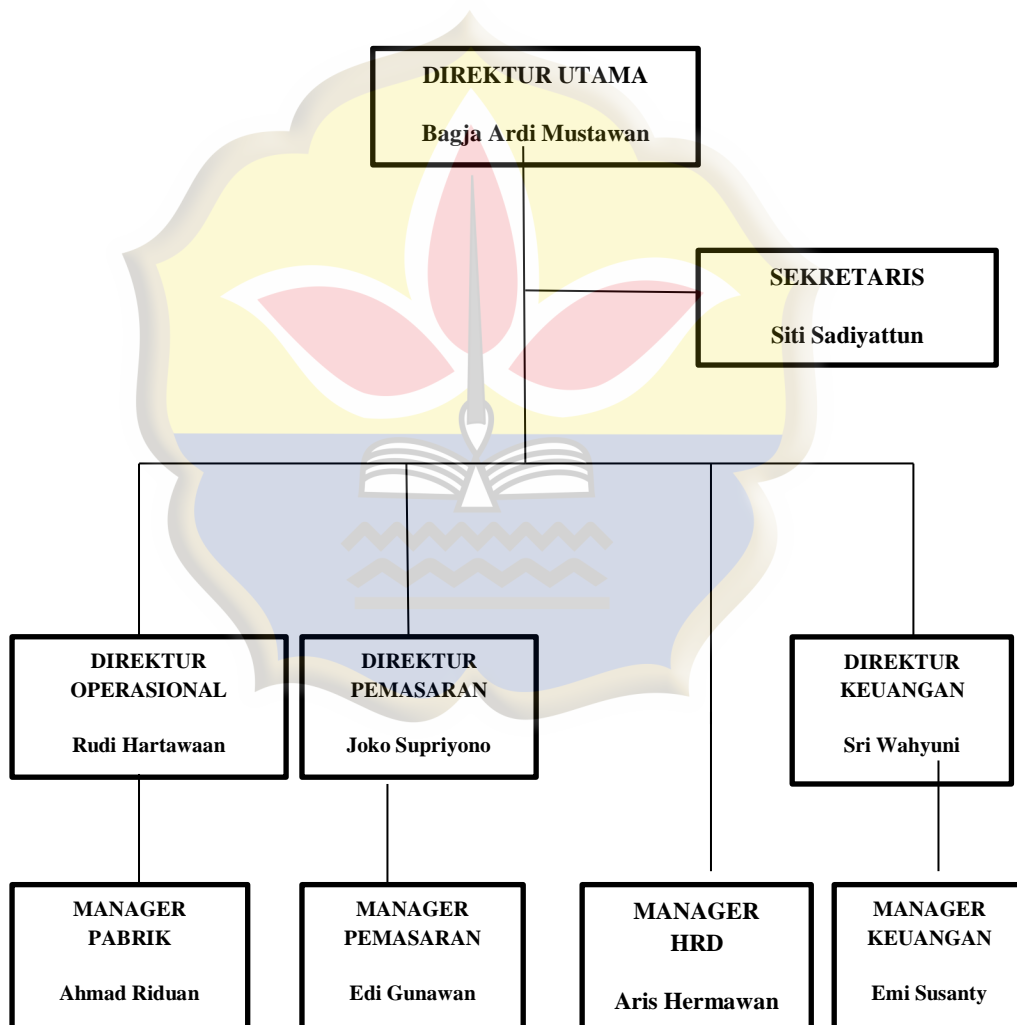 DIREKTUR UTAMA
Bagja Ardi Mustawan
SEKRETARIS
Siti Sadiyattun
DIREKTUR
OPERASIONAL
Rudi Hartawaan
DIREKTUR
PEMASARAN
Joko Supriyono
DIREKTUR
KEUANGAN
Sri Wahyuni
MANAGER
PABRIK
Ahmad Riduan
MANAGER
PEMASARAN
Edi Gunawan
MANAGER
HRD
Aris Hermawan
MANAGER
KEUANGAN
Emi Susanty